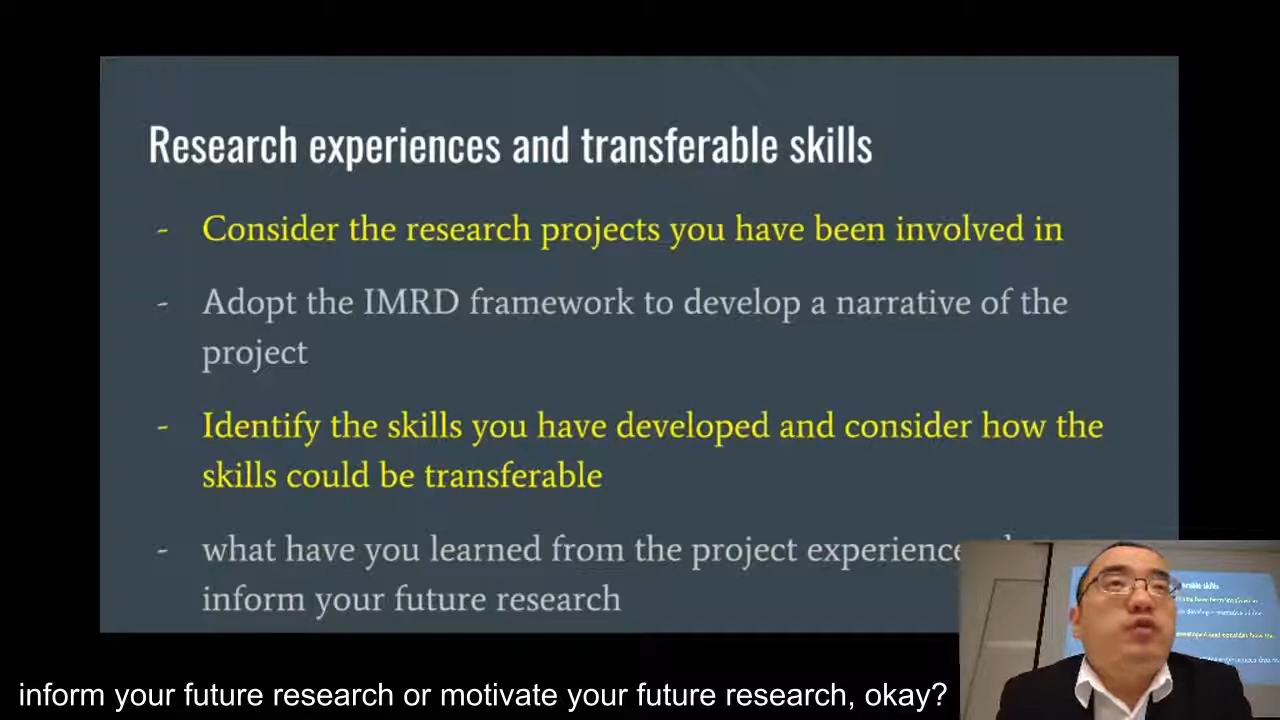 Research experiences and transferable skills
- Consider the research projects you have been involved in
- Adopt the IMRD framework to develop a narrative of the
project
- Identify the skills you have developed and consider how the
skills could be transferable
- what have you learned from the project experience
inform your future research
inform your future research or motivate your future research, okay?